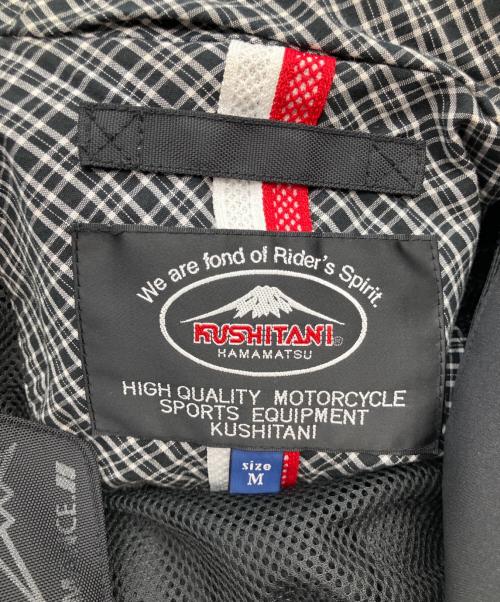 We are fond of Rider's Spirit.
KUSHITANI®
HAMAMATSU
HIGH QUALITY MOTORCYCLE
SPORTS EQUIPMENT
KUSHITANI
size
M